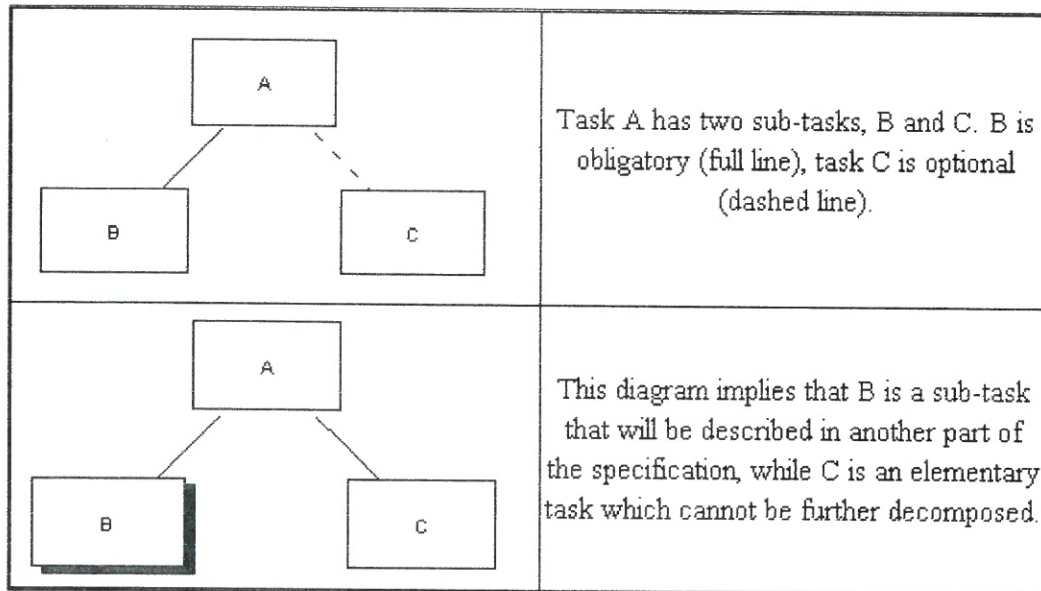 A
B
C
Task A has two sub-tasks, B and C. B is
obligatory (full line), task C is optional
(dashed line).
A
B
C
This diagram implies that B is a sub-task
that will be described in another part of
the specification, while C is an elementary
task which cannot be further decomposed.